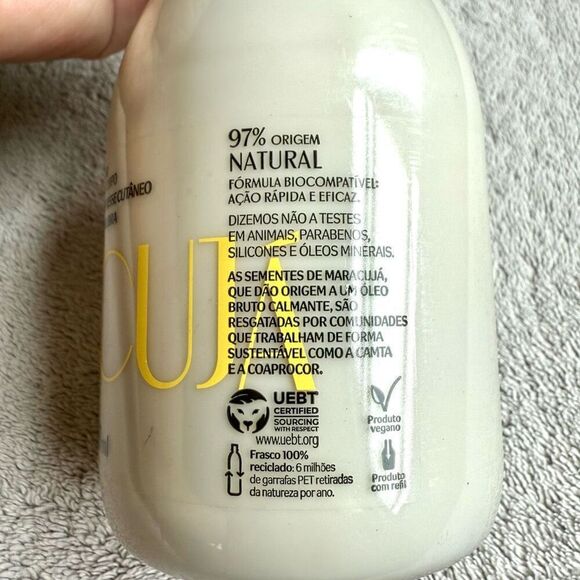 97% ORIGEM
NATURAL
FÓRMULA BIOCOMPATÍVEL:
AÇÃO RÁPIDA E EFICAZ.
DIZEMOS NÃO A TESTES
EM ANIMAIS, PARABENOS,
SILICONES E ÓLEOS MINERAIS.
AS SEMENTES DE MARACUJÁ,
QUE DÃO ORIGEM A UM ÓLEO
BRUTO CALMANTE, SÃO
RESGATADAS POR COMUNIDADES
QUE TRABALHAM DE FORMA
SUSTENTÁVEL COMO A CAMTA
E A COAPROCOR.
CUJÁ
UEBT
CERTIFIED
SOURCING
WITH RESPECT
www.uebt.org
Produto
vegano
Frasco 100%
reciclado: 6 milhões
de garrafas PET retiradas
da natureza por ano.
Produto
com refil